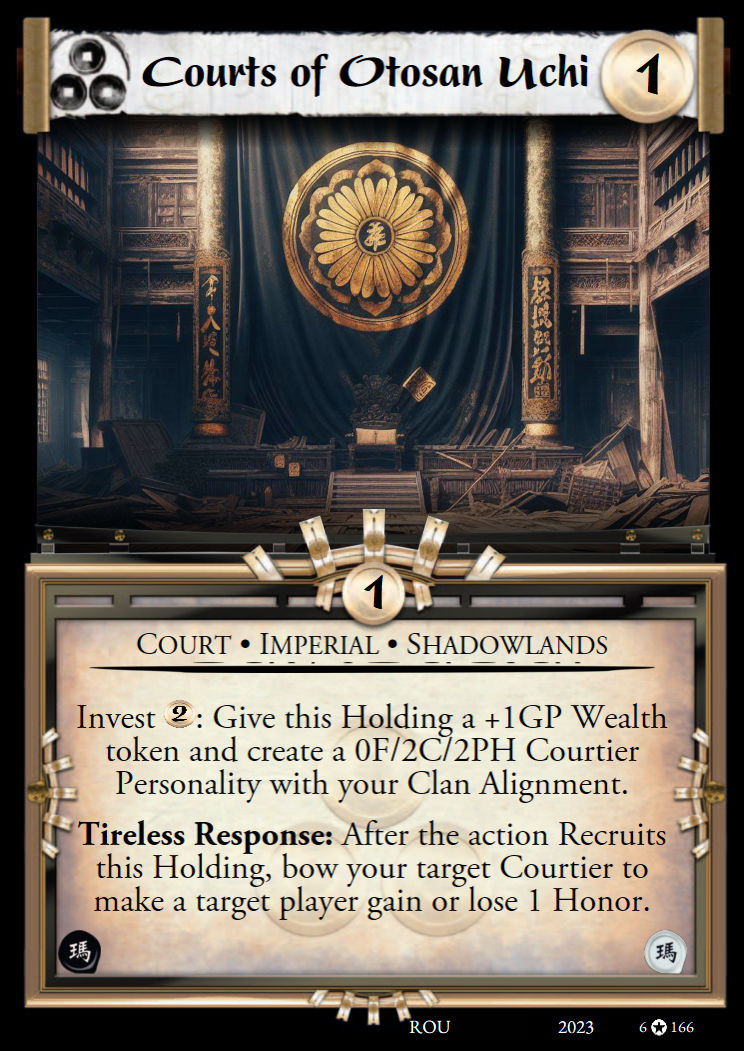 Courts of Otosan Uchi
1
1
Court • Imperial • Shadowlands
Invest 2: Give this Holding a +1GP Wealth
token and create a 0F/2C/2PH Courtier
Personality with your Clan Alignment.
Tireless Response: After the action Recruits
this Holding, bow your target Courtier to
make a target player gain or lose 1 Honor.
瑪
瑪
ROU 2023 6 ✪ 166